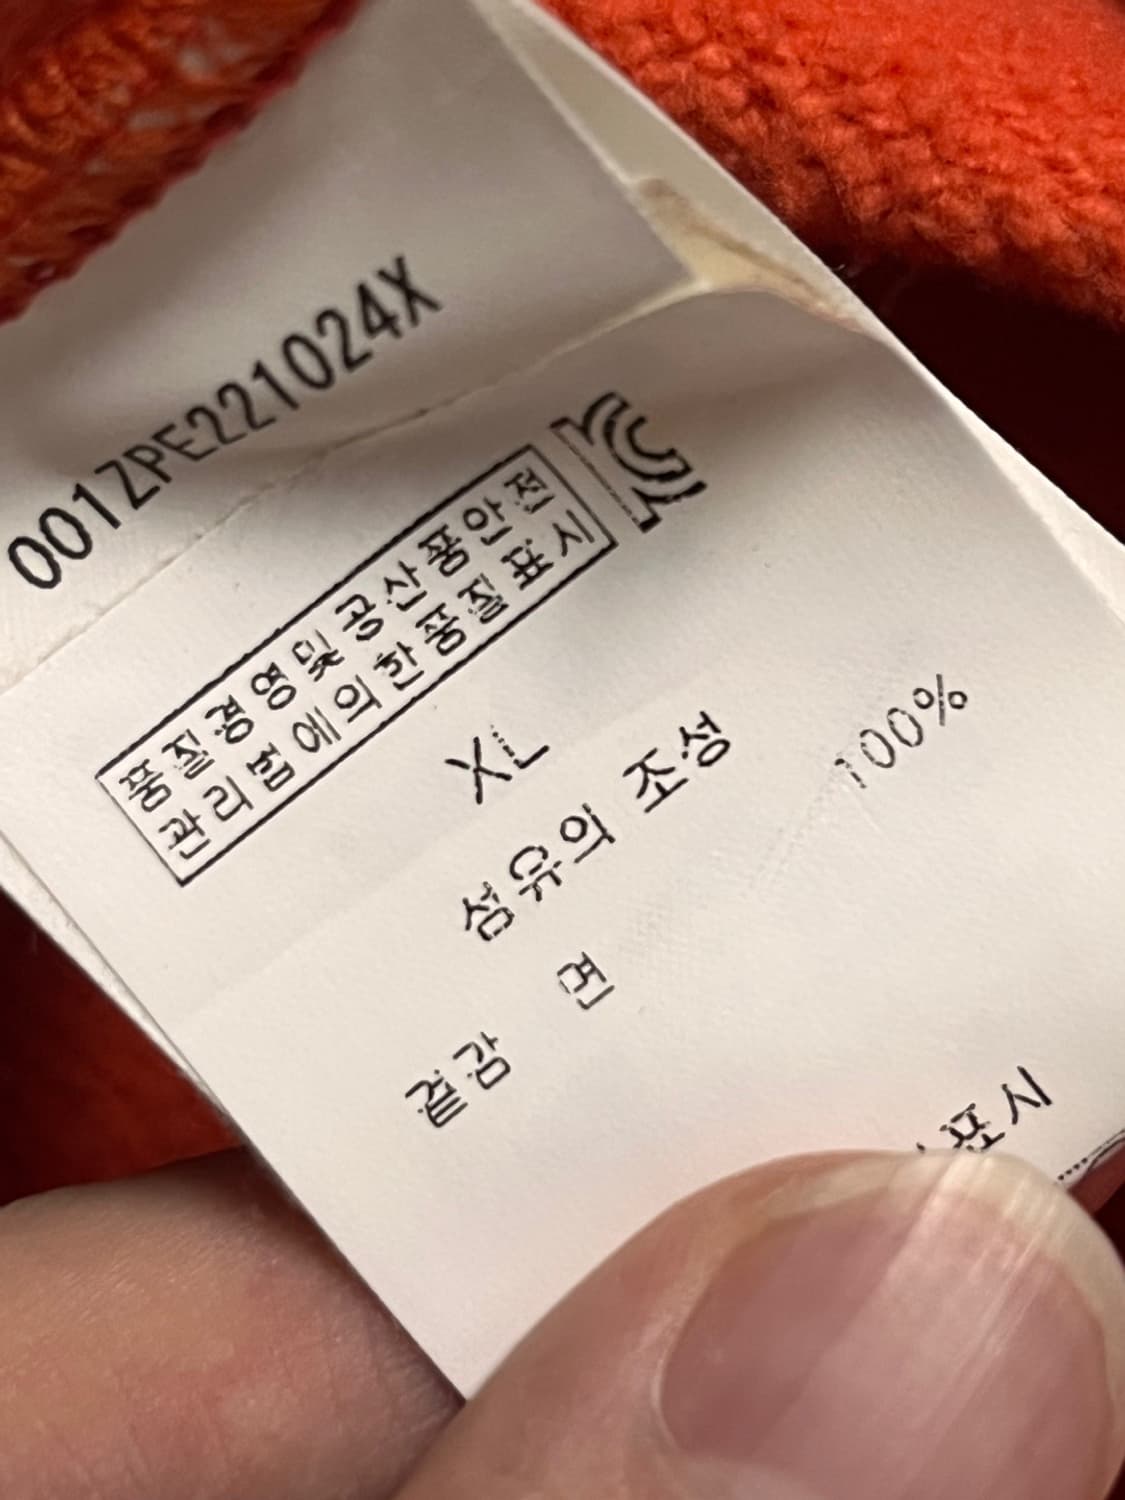 001ZPE221024X
품질경영및공산품안전
관리법에의한품질표시
XL
섬유의 조성
겉감 면 100%
표시